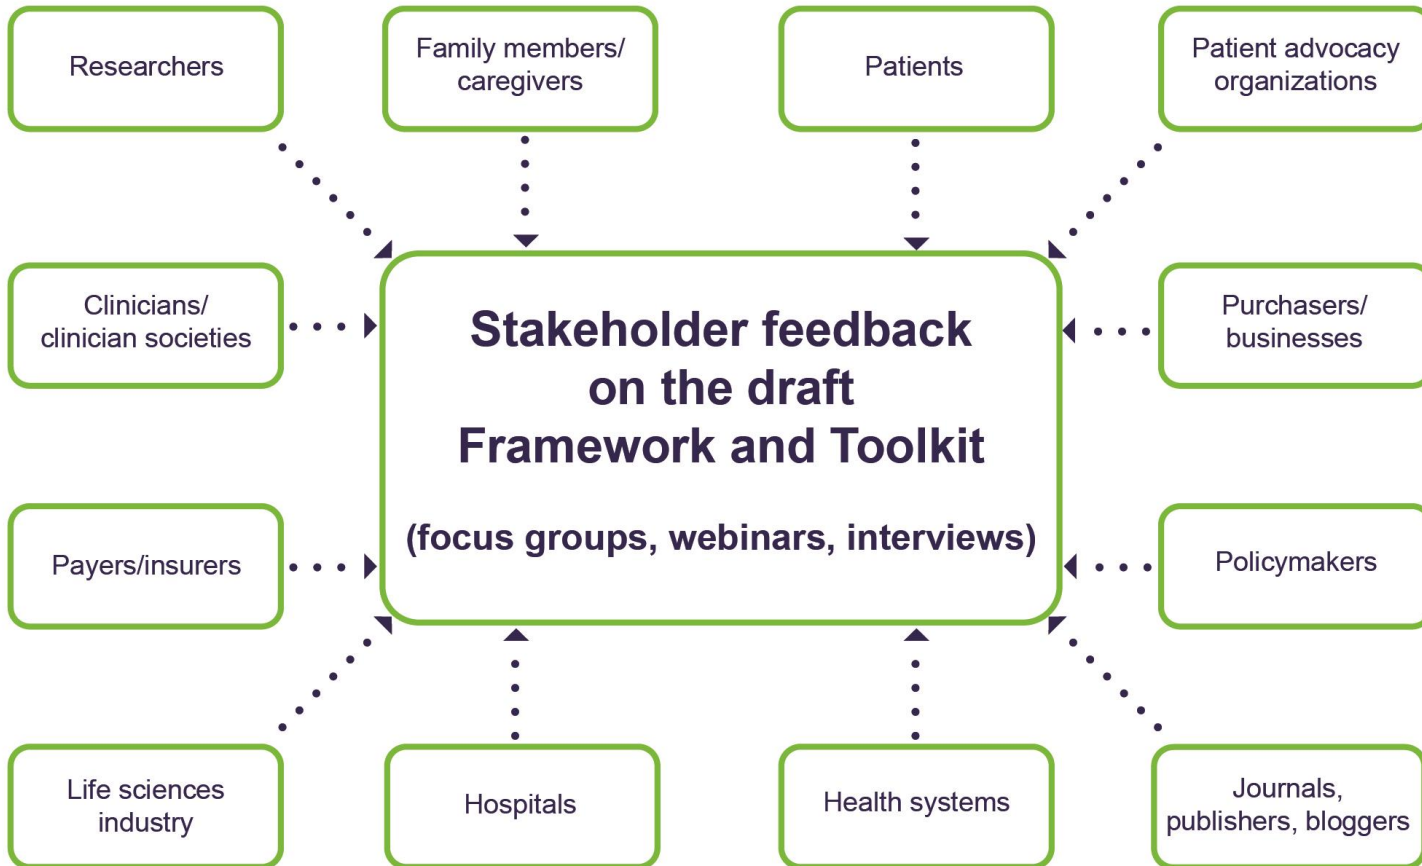 Researchers
Family members/
caregivers
Patients
Patient advocacy
organizations
Clinicians/
clinician societies
Stakeholder feedback
on the draft
Framework and Toolkit
(focus groups, webinars, interviews)
Purchasers/
businesses
Payers/insurers
Policymakers
Life sciences
industry
Hospitals
Health systems
Journals,
publishers, bloggers